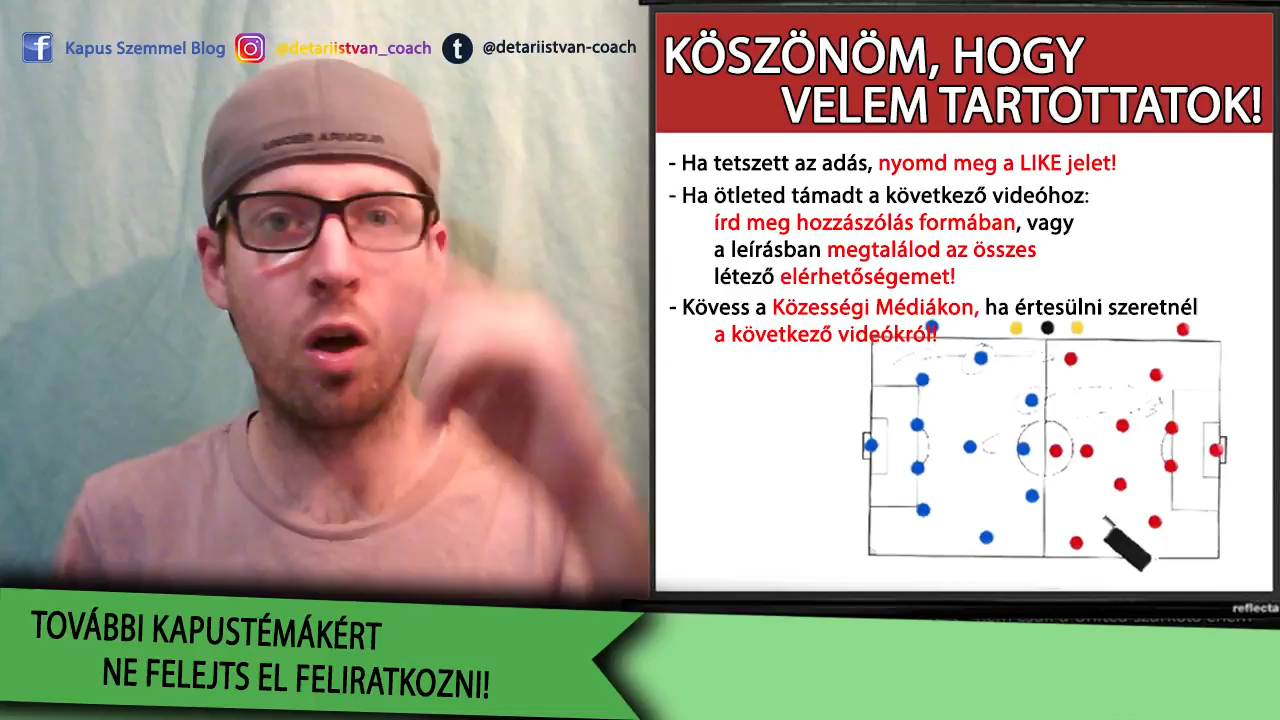 Kapus Szemmel Blog @detariistvan_coach @detariistvan-coach
UNDER ARMOUR
KÖSZÖNÖM, HOGY
VELEM TARTOTTATOK!
- Ha tetszett az adás, nyomd meg a LIKE jelet!
- Ha ötleted támadt a következő videóhoz:
írd meg hozzászólás formában, vagy
a leírásban megtalálod az összes
létező elérhetőségemet!
- Kövess a Közességi Médiákon, ha értesülni szeretnél
a következő videókról!
reflecta
TOVÁBBI KAPUSTÉMÁKÉRT
NE FELEJTS EL FELIRATKOZNI!